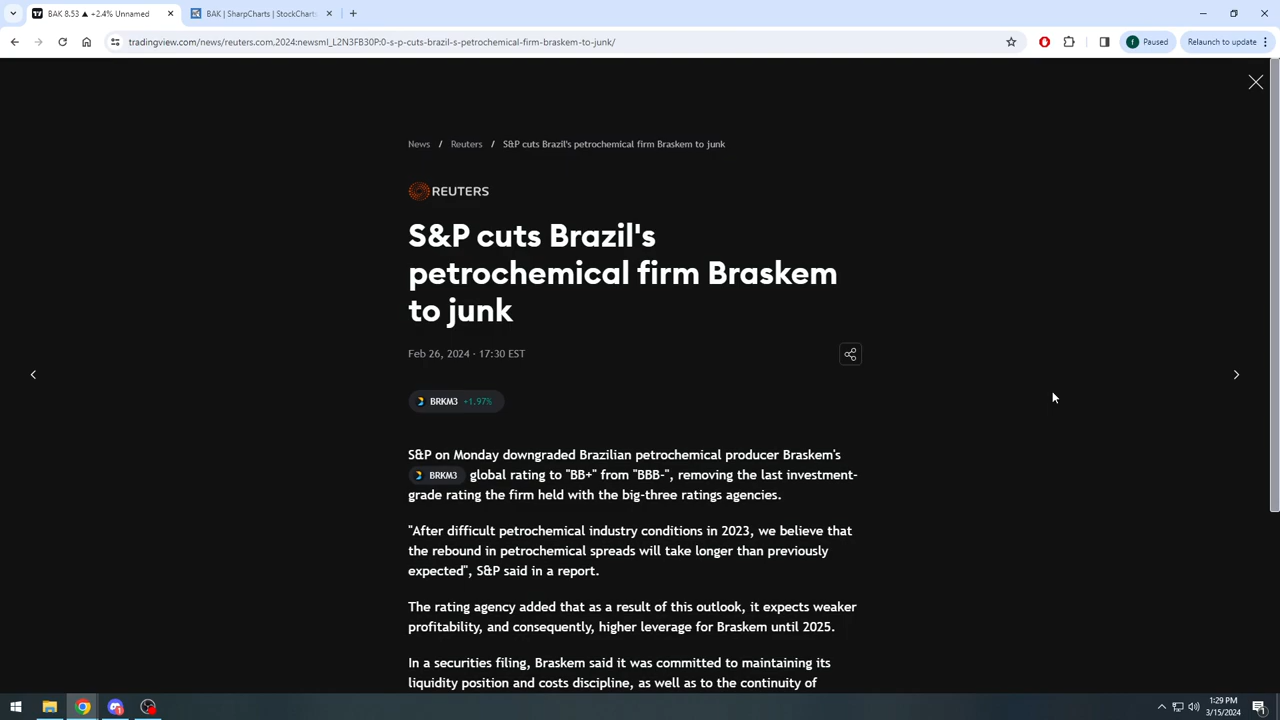 BAK 8.53 ▲ +2.4% Unnamed
BAK | SharpCharts | StockChart
tradingview.com/news/reuters.com,2024:newsml_L2N3FB30P:0-s-p-cuts-brazil-s-petrochemical-firm-braskem-to-junk/
Paused
Relaunch to update
News / Reuters / S&P cuts Brazil's petrochemical firm Braskem to junk
REUTERS
S&P cuts Brazil's
petrochemical firm Braskem
to junk
Feb 26, 2024 · 17:30 EST
BRKM3 +1.97%
S&P on Monday downgraded Brazilian petrochemical producer Braskem's
BRKM3 global rating to "BB+" from "BBB-", removing the last investment-
grade rating the firm held with the big-three ratings agencies.
"After difficult petrochemical industry conditions in 2023, we believe that
the rebound in petrochemical spreads will take longer than previously
expected", S&P said in a report.
The rating agency added that as a result of this outlook, it expects weaker
profitability, and consequently, higher leverage for Braskem until 2025.
In a securities filing, Braskem said it was committed to maintaining its
liquidity position and costs discipline, as well as to the continuity of
1:29 PM
3/15/2024